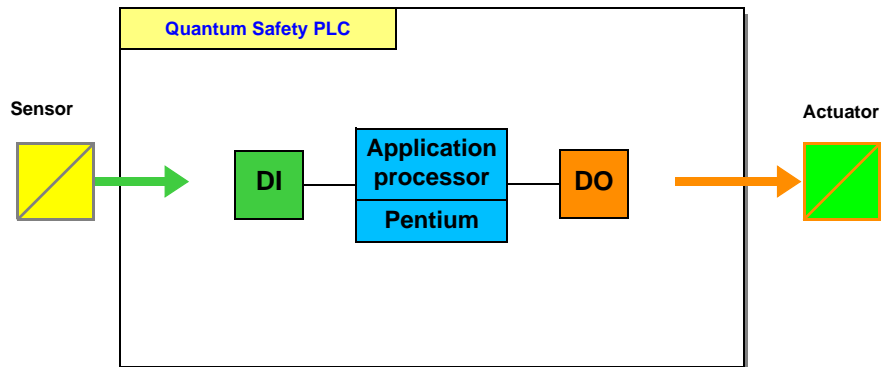 Quantum Safety PLC
Sensor
Actuator
DI
Application
processor
Pentium
DO